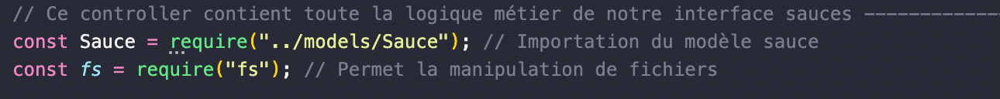 // Ce controller contient toute la logique métier de notre interface sauces -------------
const Sauce = require("../models/Sauce"); // Importation du modèle sauce
const fs = require("fs"); // Permet la manipulation de fichiers